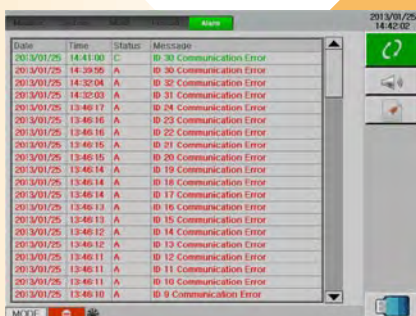 Alarm
2013/01/25
14:42:02
Date Time Status Message
2013/01/25 14:41:00 C ID 30 Communication Error
2013/01/25 14:39:55 A ID 30 Communication Error
2013/01/25 14:32:04 A ID 32 Communication Error
2013/01/25 14:32:03 A ID 31 Communication Error
2013/01/25 13:46:17 A ID 24 Communication Error
2013/01/25 13:46:16 A ID 23 Communication Error
2013/01/25 13:46:16 A ID 22 Communication Error
2013/01/25 13:46:15 A ID 21 Communication Error
2013/01/25 13:46:15 A ID 20 Communication Error
2013/01/25 13:46:14 A ID 19 Communication Error
2013/01/25 13:46:14 A ID 18 Communication Error
2013/01/25 13:46:14 A ID 17 Communication Error
2013/01/25 13:46:13 A ID 16 Communication Error
2013/01/25 13:46:13 A ID 15 Communication Error
2013/01/25 13:46:12 A ID 14 Communication Error
2013/01/25 13:46:12 A ID 13 Communication Error
2013/01/25 13:46:11 A ID 12 Communication Error
2013/01/25 13:46:11 A ID 11 Communication Error
2013/01/25 13:46:11 A ID 10 Communication Error
2013/01/25 13:46:10 A ID 9 Communication Error
MODE